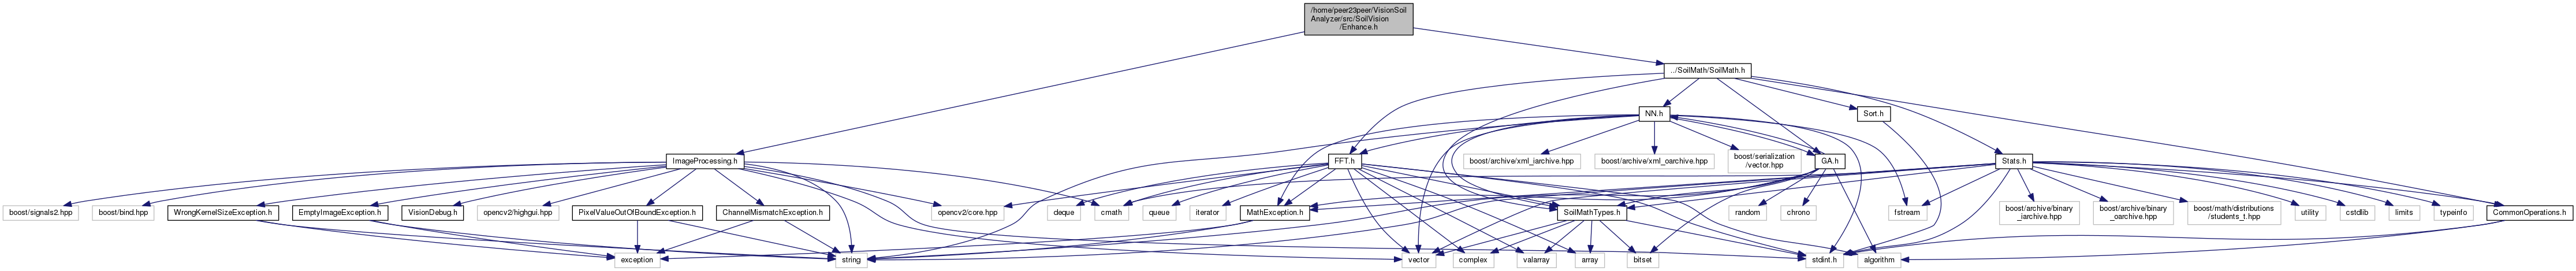 /home/peer23peer/VisionSoil
Analyzer/src/SoilVision
/Enhance.h
../SoilMath/SoilMath.h
NN.h
Sort.h
ImageProcessing.h
FFT.h
boost/archive/xml_iarchive.hpp
boost/archive/xml_oarchive.hpp
boost/serialization
/vector.hpp
GA.h
Stats.h
boost/signals2.hpp
boost/bind.hpp
WrongKernelSizeException.h
EmptyImageException.h
VisionDebug.h
opencv2/highgui.hpp
PixelValueOutOfBoundException.h
ChannelMismatchException.h
opencv2/core.hpp
deque
cmath
queue
iterator
MathException.h
SoilMathTypes.h
random
chrono
fstream
boost/archive/binary
_iarchive.hpp
boost/archive/binary
_oarchive.hpp
boost/math/distributions
/students_t.hpp
utility
cstdlib
limits
typeinfo
CommonOperations.h
exception
string
vector
complex
valarray
array
bitset
stdint.h
algorithm